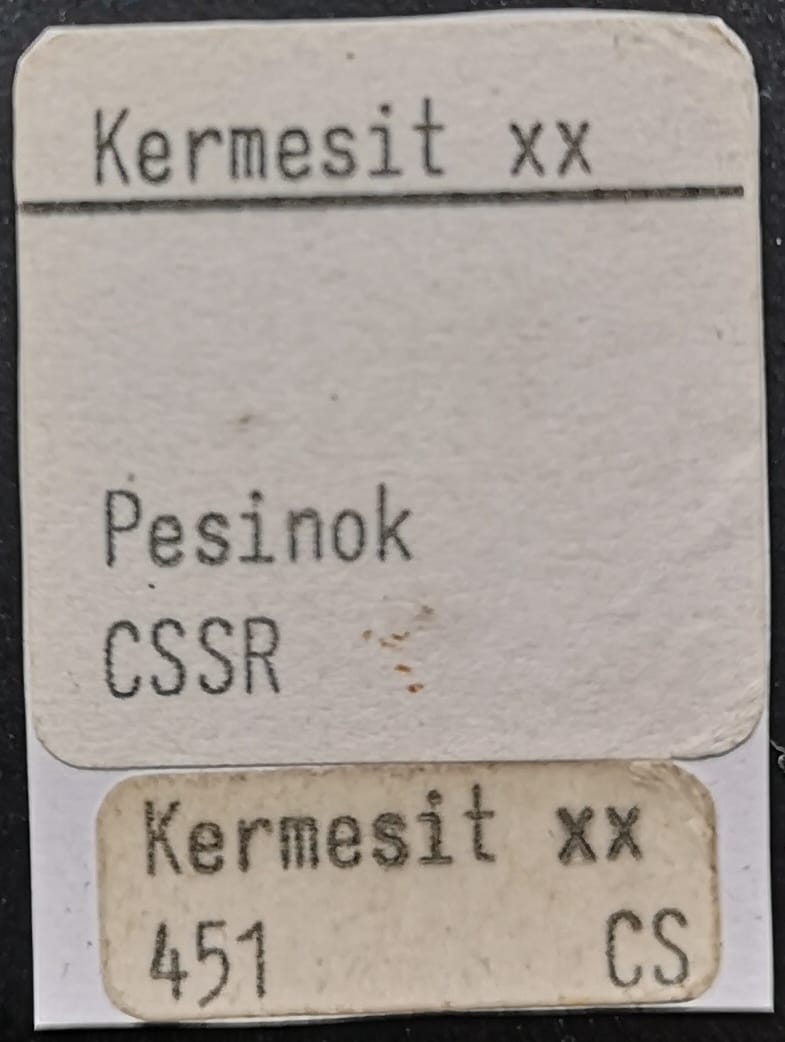 Kermesit xx
Pesinok
CSSR
Kermesit xx
451 CS